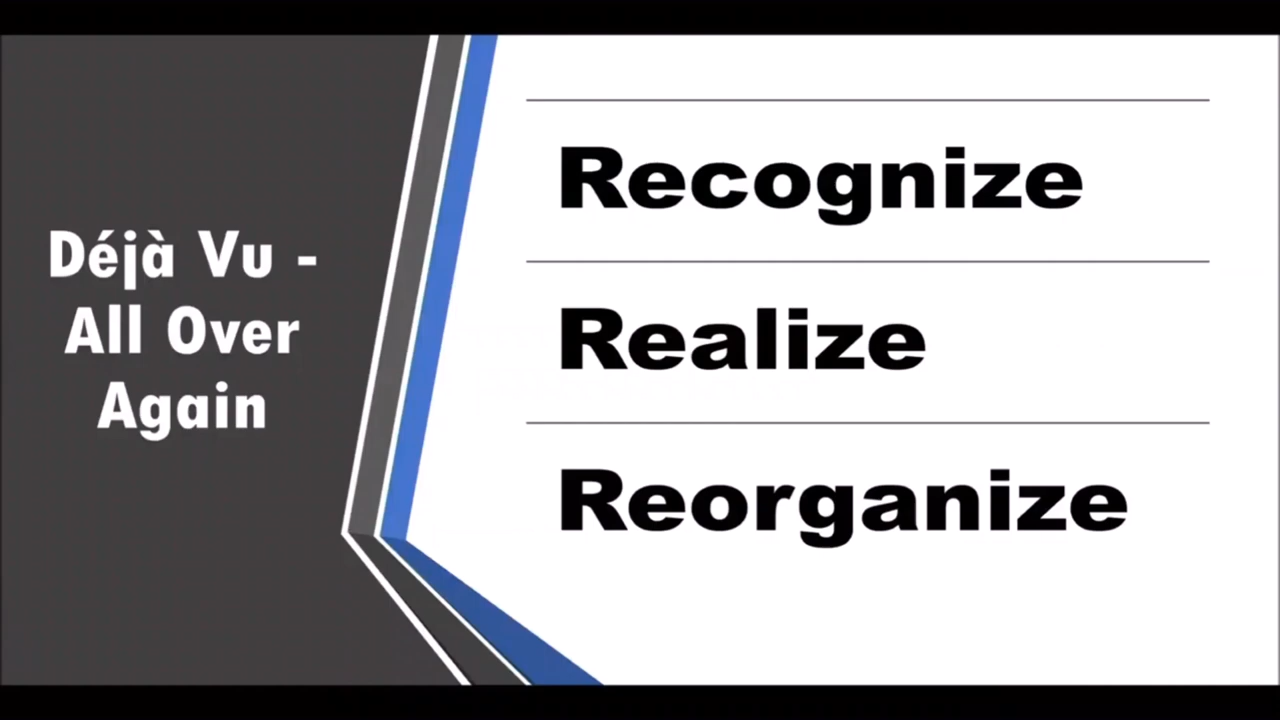 Déjà Vu -
All Over
Again
Recognize
Realize
Reorganize